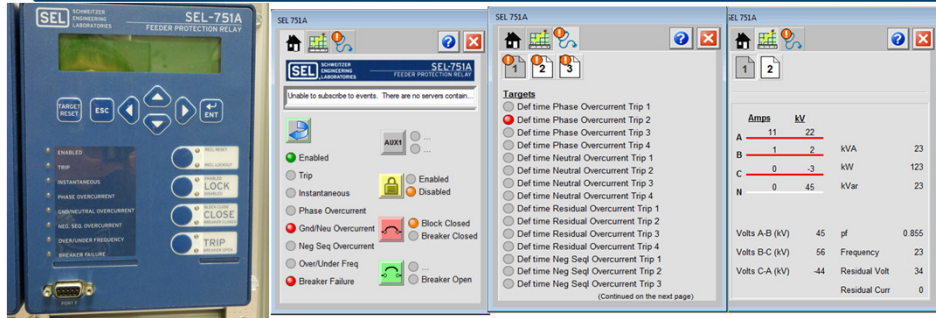 SEL SCHWEITZER ENGINEERING LABORATORIES
SEL-751A
FEEDER PROTECTION RELAY
TARGET RESET
ESC
ENT
ENABLED
TRIP
INSTANTANEOUS
PHASE OVERCURRENT
GND/NEUTRAL OVERCURRENT
NEG. SEQ. OVERCURRENT
OVER/UNDER FREQUENCY
BREAKER FAILURE
LOCK
CLOSE
TRIP
PORT F
SEL 751A
SEL SCHWEITZER ENGINEERING LABORATORIES
SEL-751A
FEEDER PROTECTION RELAY
Unable to subscribe to events. There are no servers contain...
AUX1
...
...
Enabled
Trip
Instantaneous
Phase Overcurrent
Gnd/Neu Overcurrent
Neg Seq Overcurrent
Over/Under Freq
Breaker Failure
Enabled
Disabled
Block Closed
Breaker Closed
...
Breaker Open
SEL 751A
1 2 3
Targets
Def time Phase Overcurrent Trip 1
Def time Phase Overcurrent Trip 2
Def time Phase Overcurrent Trip 3
Def time Phase Overcurrent Trip 4
Def time Neutral Overcurrent Trip 1
Def time Neutral Overcurrent Trip 2
Def time Neutral Overcurrent Trip 3
Def time Neutral Overcurrent Trip 4
Def time Residual Overcurrent Trip 1
Def time Residual Overcurrent Trip 2
Def time Residual Overcurrent Trip 3
Def time Residual Overcurrent Trip 4
Def time Neg Seql Overcurrent Trip 1
Def time Neg Seql Overcurrent Trip 2
Def time Neg Seql Overcurrent Trip 3
(Continued on the next page)
SEL 751A
1 2
Amps kV
A 11 22
B 1 2 kVA 23
C 0 -3 kW 123
N 0 45 kVar 23
Volts A-B (kV) 45 pf 0.855
Volts B-C (kV) 56 Frequency 23
Volts C-A (kV) -44 Residual Volt 34
Residual Curr 0